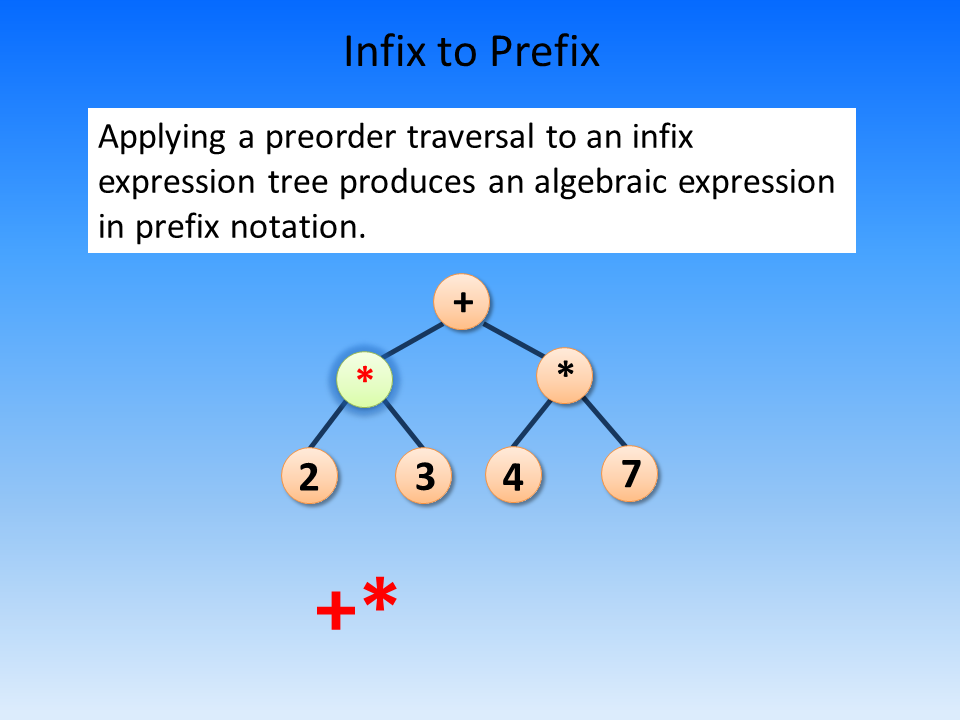 Infix to Prefix
Applying a preorder traversal to an infix
expression tree produces an algebraic expression
in prefix notation.
+
* *
2 3 4 7
+*